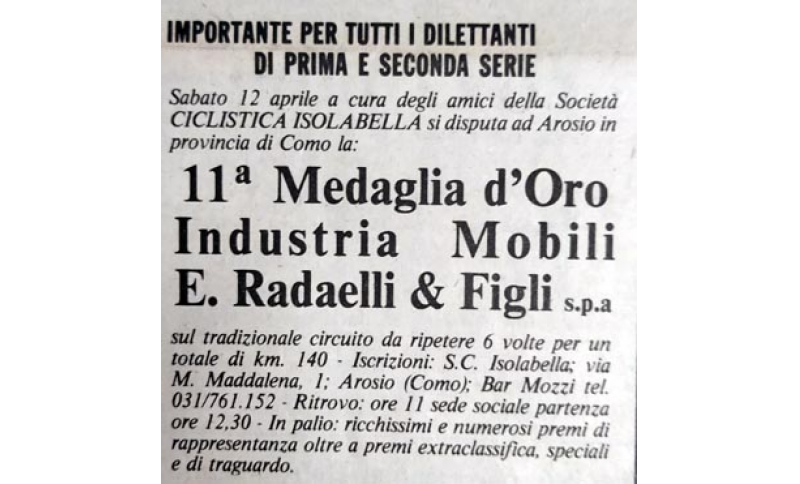 IMPORTANTE PER TUTTI I DILETTANTI
DI PRIMA E SECONDA SERIE
Sabato 12 aprile a cura degli amici della Società
CICLISTICA ISOLABELLA si disputa ad Arosio in
provincia di Como la:
11ª Medaglia d'Oro
Industria Mobili
E. Radaelli & Figli s.p.a
sul tradizionale circuito da ripetere 6 volte per un
totale di km. 140 - Iscrizioni: S.C. Isolabella; via
M. Maddalena, 1; Arosio (Como); Bar Mozzi tel.
031/761.152 - Ritrovo: ore 11 sede sociale partenza
ore 12,30 - In palio: ricchissimi e numerosi premi di
rappresentanza oltre a premi extraclassifica, speciali
e di traguardo.